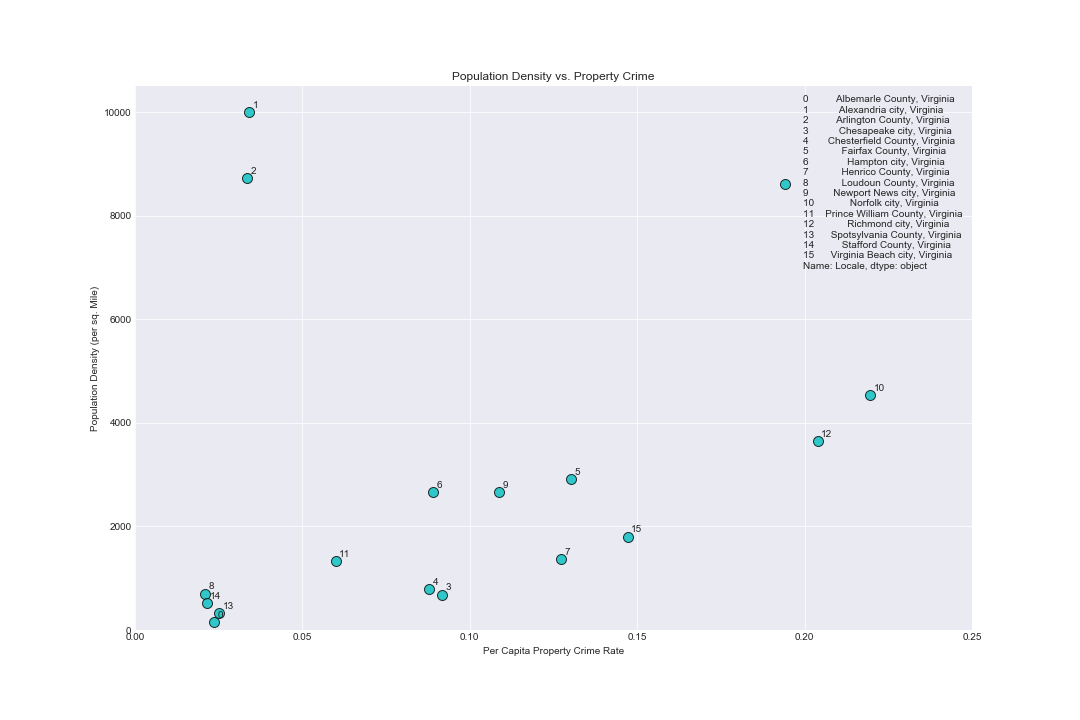 Population Density vs. Property Crime
0 Albemarle County, Virginia
1 Alexandria city, Virginia
2 Arlington County, Virginia
3 Chesapeake city, Virginia
4 Chesterfield County, Virginia
5 Fairfax County, Virginia
6 Hampton city, Virginia
7 Henrico County, Virginia
8 Loudoun County, Virginia
9 Newport News city, Virginia
10 Norfolk city, Virginia
11 Prince William County, Virginia
12 Richmond city, Virginia
13 Spotsylvania County, Virginia
14 Stafford County, Virginia
15 Virginia Beach city, Virginia
Name: Locale, dtype: object
10000
8000
6000
4000
2000
0
Population Density (per sq. Mile)
1
2
10
12
5
6
9
15
7
11
4
3
8
14
13
0
0.00
0.05
0.10
0.15
0.20
0.25
Per Capita Property Crime Rate